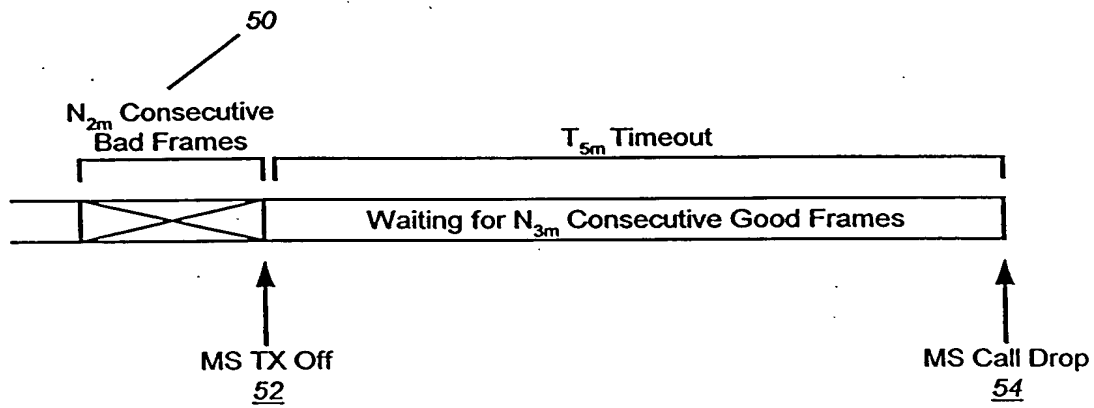 50
N2m Consecutive
Bad Frames
T5m Timeout
Waiting for N3m Consecutive Good Frames
MS TX Off
52
MS Call Drop
54